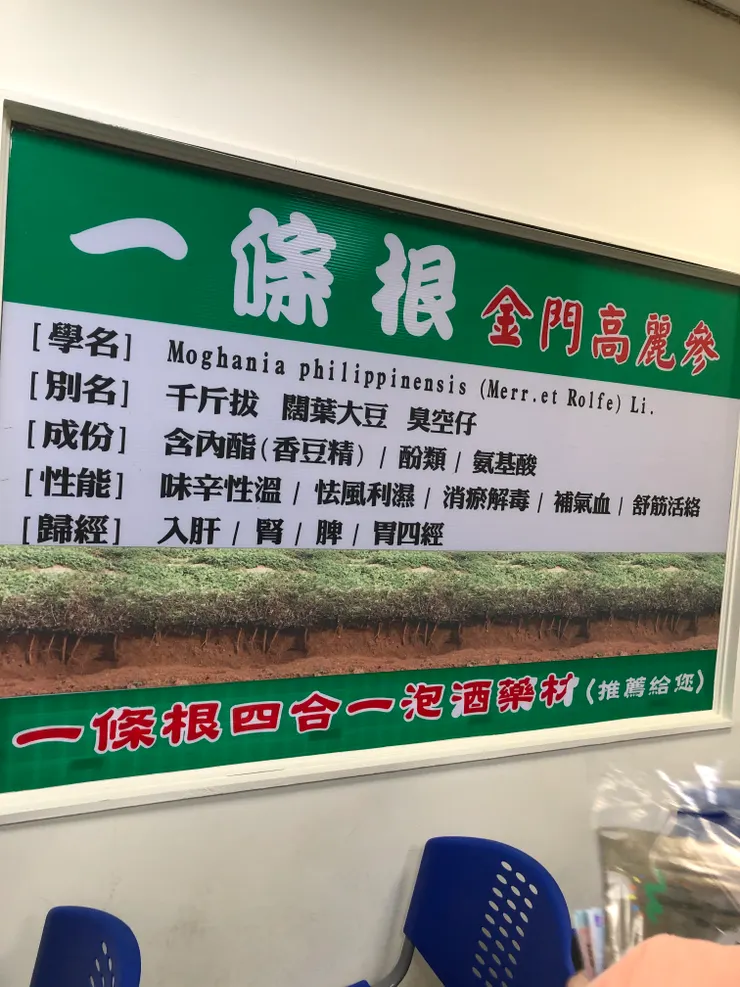 一條根 金門高麗參
[學名] Moghania philippinensis (Merr.et Rolfe) Li.
[別名] 千斤拔 闊葉大豆 臭空仔
[成份] 含內酯(香豆精) / 酚類 / 氨基酸
[性能] 味辛性溫 / 怯風利濕 / 消瘀解毒 / 補氣血 / 舒筋活絡
[歸經] 入肝 / 腎 / 脾 / 胃四經
一條根四合一泡酒藥材 (推薦給您)